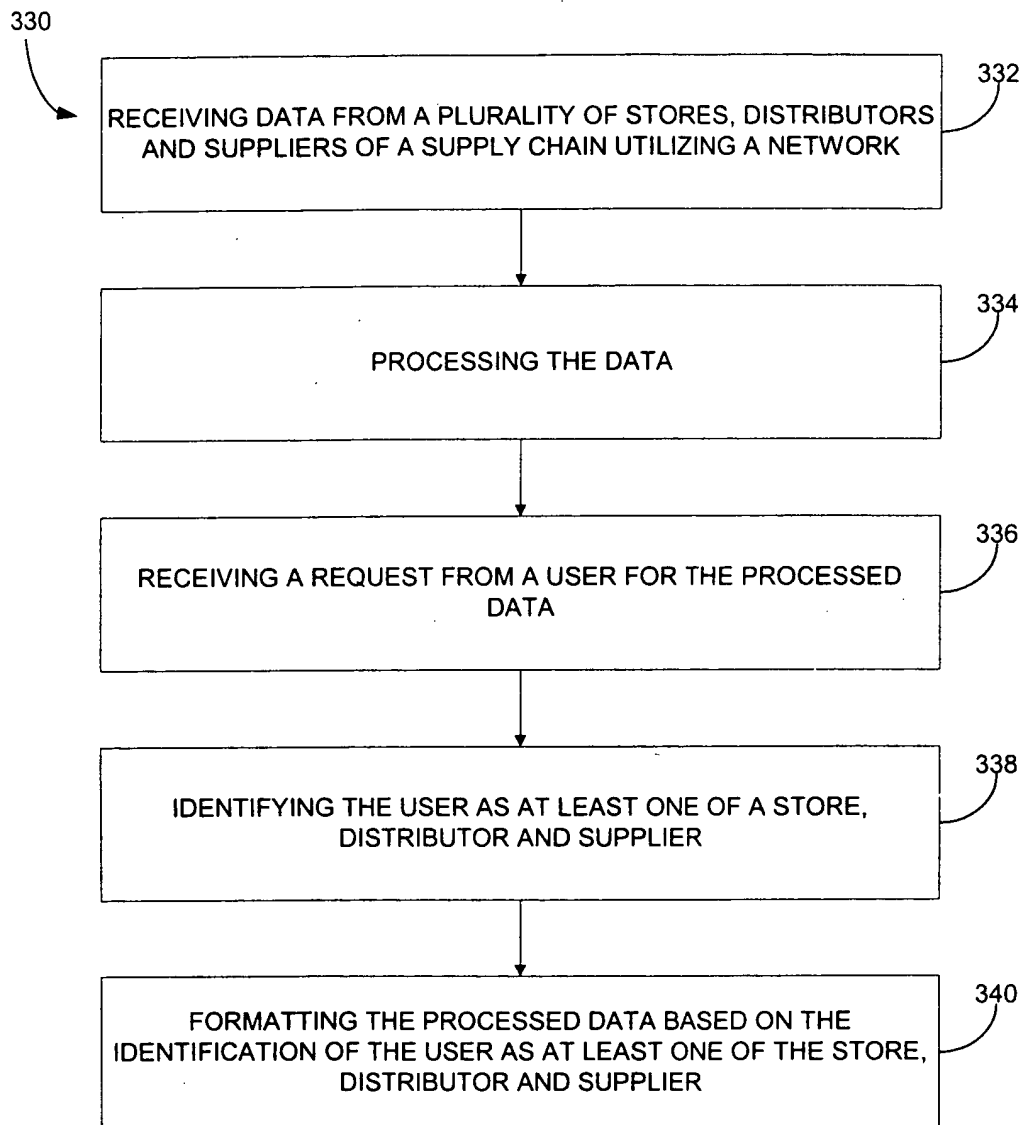 330
332
RECEIVING DATA FROM A PLURALITY OF STORES, DISTRIBUTORS
AND SUPPLIERS OF A SUPPLY CHAIN UTILIZING A NETWORK
334
PROCESSING THE DATA
336
RECEIVING A REQUEST FROM A USER FOR THE PROCESSED
DATA
338
IDENTIFYING THE USER AS AT LEAST ONE OF A STORE,
DISTRIBUTOR AND SUPPLIER
340
FORMATTING THE PROCESSED DATA BASED ON THE
IDENTIFICATION OF THE USER AS AT LEAST ONE OF THE STORE,
DISTRIBUTOR AND SUPPLIER